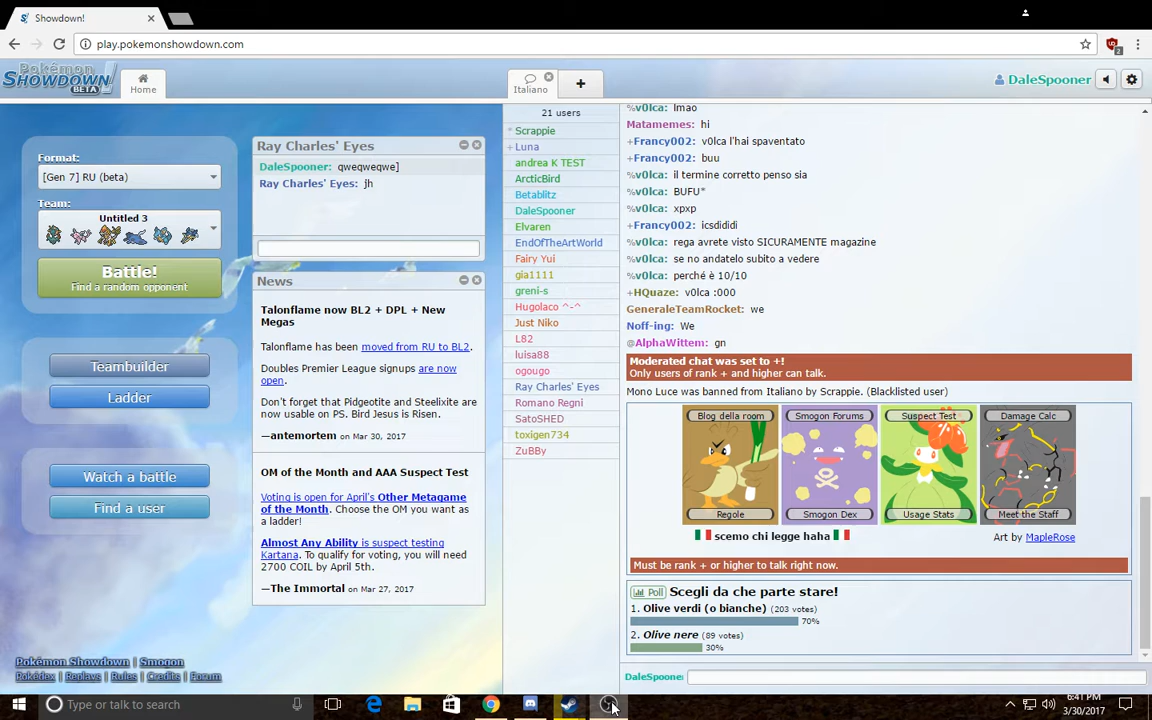 Showdown!
play.pokemonshowdown.com
2
Pokémon
SHOWDOWN
BETA
Home
Italiano
DaleSpooner
Format:
[Gen 7] RU (beta)
Team:
Untitled 3
Battle!
Find a random opponent
Teambuilder
Ladder
Watch a battle
Find a user
Pokémon Showdown | Smogon
Pokédex | Replays | Rules | Credits | Forum
Ray Charles' Eyes
DaleSpooner: qweqweqwe]
Ray Charles' Eyes: jh
News
Talonflame now BL2 + DPL + New
Megas
Talonflame has been moved from RU to BL2.
Doubles Premier League signups are now
open.
Don't forget that Pidgeotite and Steelixite are
now usable on PS. Bird Jesus is Risen.
—antemortem on Mar 30, 2017
OM of the Month and AAA Suspect Test
Voting is open for April's Other Metagame
of the Month. Choose the OM you want as
a ladder!
Almost Any Ability is suspect testing
Kartana. To qualify for voting, you will need
2700 COIL by April 5th.
—The Immortal on Mar 27, 2017
21 users
* Scrappie
+ Luna
andrea K TEST
ArcticBird
Betablitz
DaleSpooner
Elvaren
EndOfTheArtWorld
Fairy Yui
gia1111
greni-s
Hugolaco ^-^
Just Niko
L82
luisa88
ogougo
Ray Charles' Eyes
Romano Regni
SatoSHED
toxigen734
ZuBBy
%v0lca: lmao
Matamemes: hi
+Francy002: v0lca l'hai spaventato
+Francy002: buu
%v0lca: il termine corretto penso sia
%v0lca: BUFU*
%v0lca: xpxp
+Francy002: icsdididi
%v0lca: rega avrete visto SICURAMENTE magazine
%v0lca: se no andatelo subito a vedere
%v0lca: perché è 10/10
+HQuaze: v0lca :000
GeneraleTeamRocket: we
Noff-ing: We
@AlphaWittem: gn
Moderated chat was set to +!
Only users of rank + and higher can talk.
Mono Luce was banned from Italiano by Scrappie. (Blacklisted user)
Blog della room
Smogon Forums
Suspect Test
Damage Calc
Regole
Smogon Dex
Usage Stats
Meet the Staff
scemo chi legge haha
Art by MapleRose
Must be rank + or higher to talk right now.
Poll Scegli da che parte stare!
1. Olive verdi (o bianche) (203 votes)
70%
2. Olive nere (89 votes)
30%
DaleSpooner:
Type or talk to search
6:41 PM
3/30/2017